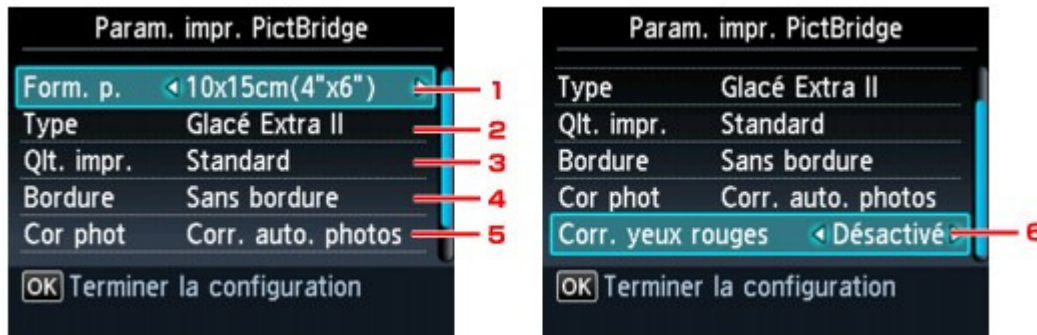 Param. impr. PictBridge
Form. p. 10x15cm(4"x6") 1
Type Glacé Extra II 2
Qlt. impr. Standard 3
Bordure Sans bordure 4
Cor phot Corr. auto. photos 5
OK Terminer la configuration
Param. impr. PictBridge
Type Glacé Extra II
Qlt. impr. Standard
Bordure Sans bordure
Cor phot Corr. auto. photos
Corr. yeux rouges Désactivé 6
OK Terminer la configuration